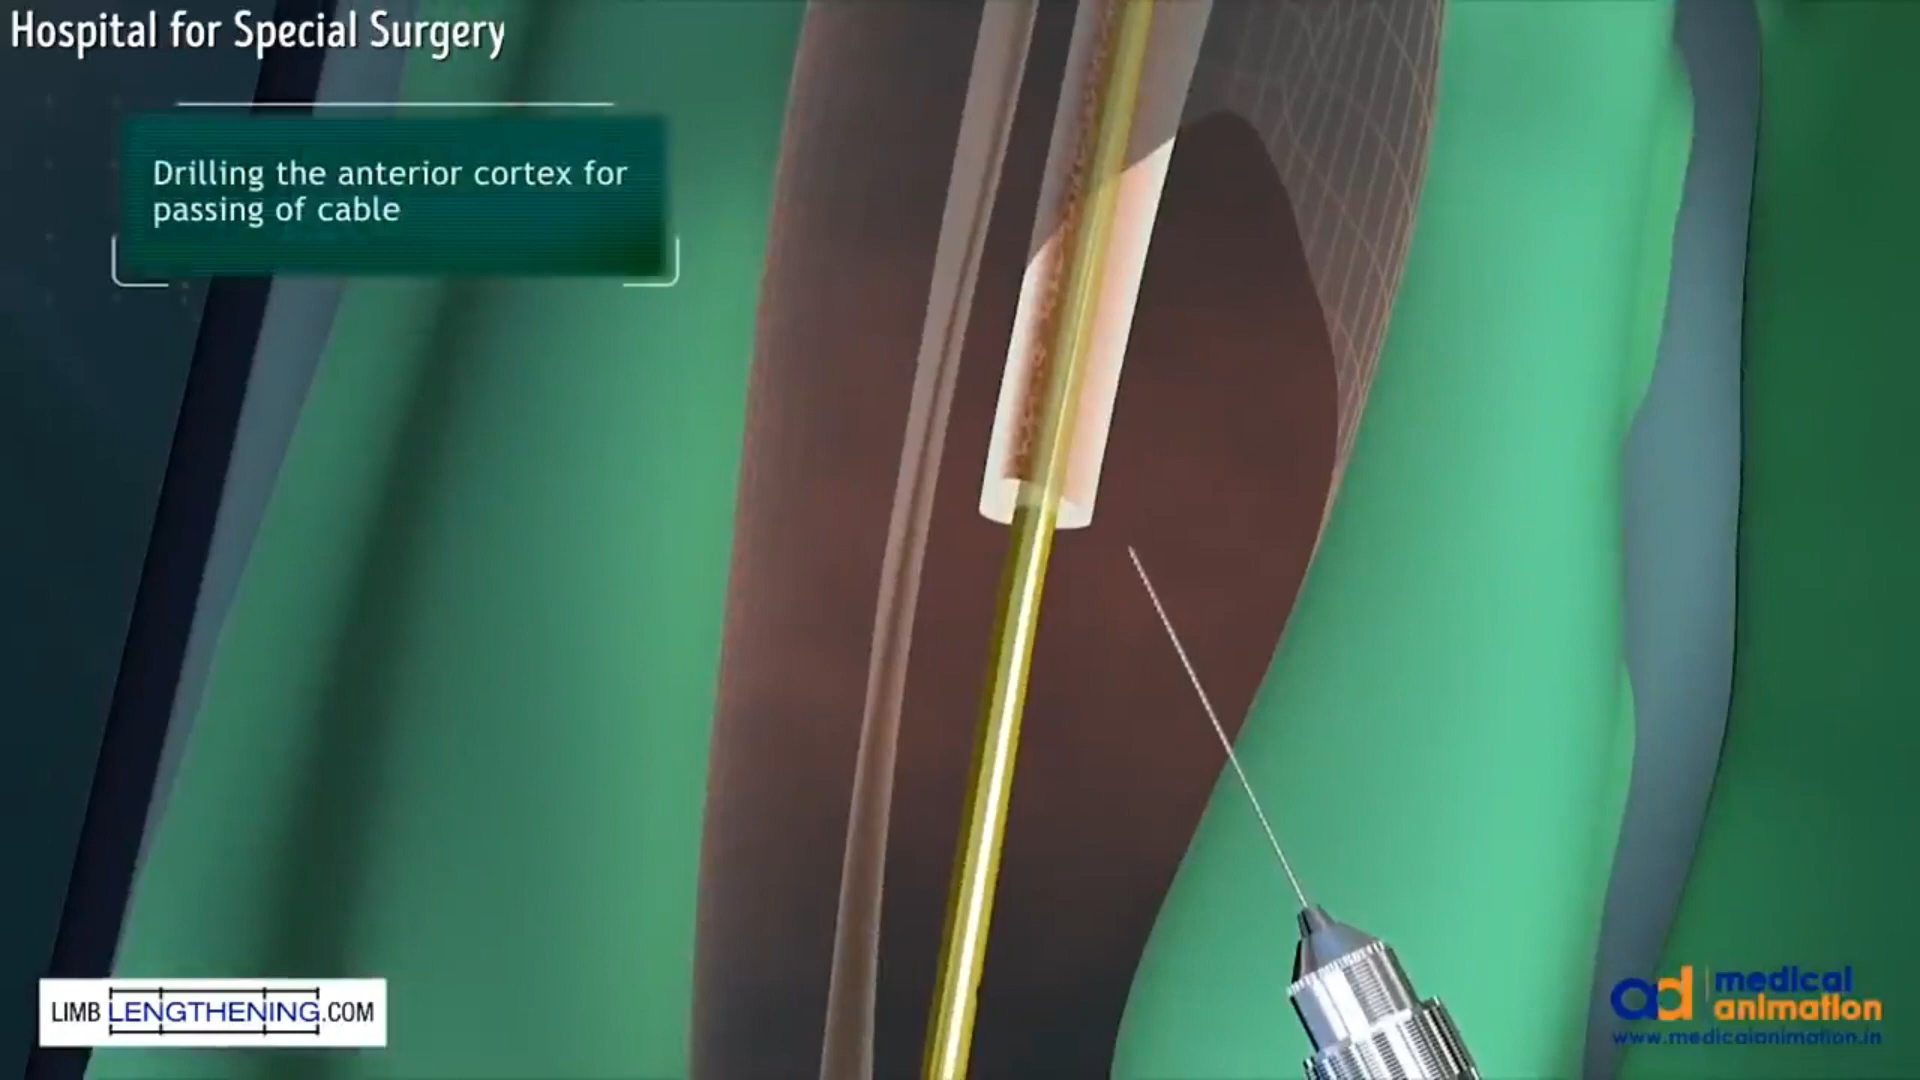 Hospital for Special Surgery
Drilling the anterior cortex for
passing of cable
LIMB LENGTHENING.COM
ad medical
animation
www.medicalanimation.in